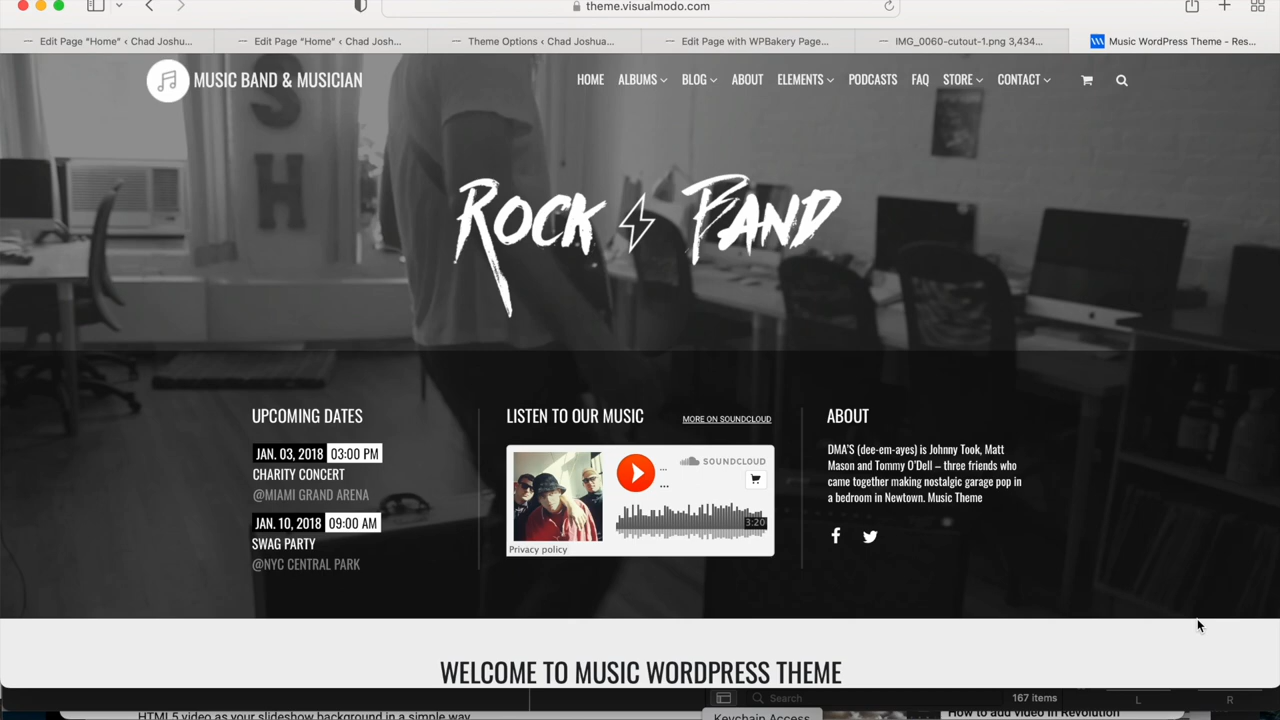 theme.visualmodo.com
Edit Page "Home" ‹ Chad Joshu...
Edit Page "Home" ‹ Chad Josh...
Theme Options ‹ Chad Joshua...
Edit Page with WPBakery Page...
IMG_0060-cutout-1.png 3,434...
Music WordPress Theme - Res...
MUSIC BAND & MUSICIAN
HOME
ALBUMS
BLOG
ABOUT
ELEMENTS
PODCASTS
FAQ
STORE
CONTACT
S
H
ROCK BAND
UPCOMING DATES
JAN. 03, 2018 03:00 PM
CHARITY CONCERT
@MIAMI GRAND ARENA
JAN. 10, 2018 09:00 AM
SWAG PARTY
@NYC CENTRAL PARK
LISTEN TO OUR MUSIC
MORE ON SOUNDCLOUD
...
...
SOUNDCLOUD
3:20
Privacy policy
ABOUT
DMA'S (dee-em-ayes) is Johnny Took, Matt
Mason and Tommy O'Dell – three friends who
came together making nostalgic garage pop in
a bedroom in Newtown. Music Theme
WELCOME TO MUSIC WORDPRESS THEME
Search
167 items
L
R
HTML5 video as your slideshow background in a simple way
Keychain Access
How to add video in Revolution